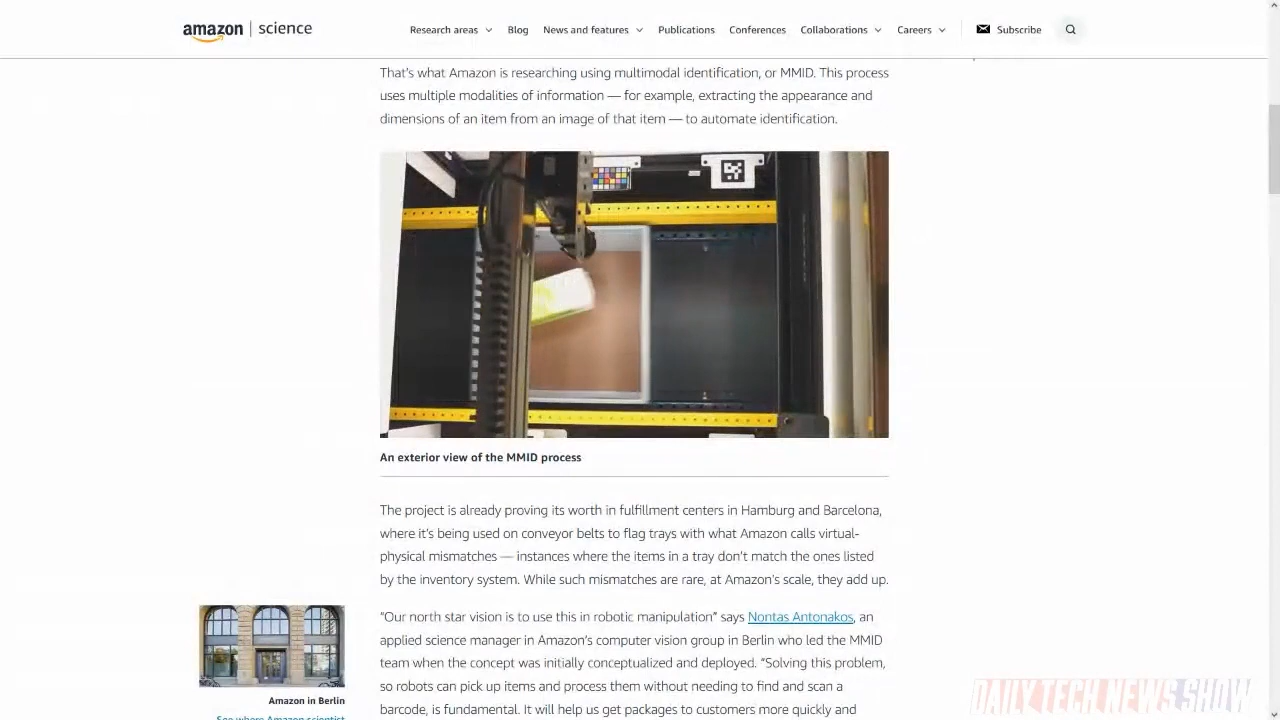 amazon | science
Research areas Blog News and features Publications Conferences Collaborations Careers Subscribe
That's what Amazon is researching using multimodal identification, or MMID. This process
uses multiple modalities of information — for example, extracting the appearance and
dimensions of an item from an image of that item — to automate identification.
An exterior view of the MMID process
The project is already proving its worth in fulfillment centers in Hamburg and Barcelona,
where it's being used on conveyor belts to flag trays with what Amazon calls virtual-
physical mismatches — instances where the items in a tray don't match the ones listed
by the inventory system. While such mismatches are rare, at Amazon's scale, they add up.
"Our north star vision is to use this in robotic manipulation" says Nontas Antonakos, an
applied science manager in Amazon's computer vision group in Berlin who led the MMID
team when the concept was initially conceptualized and deployed. "Solving this problem,
so robots can pick up items and process them without needing to find and scan a
barcode, is fundamental. It will help us get packages to customers more quickly and
Amazon in Berlin
See where Amazon scientist
DAILY TECH NEWS SHOW